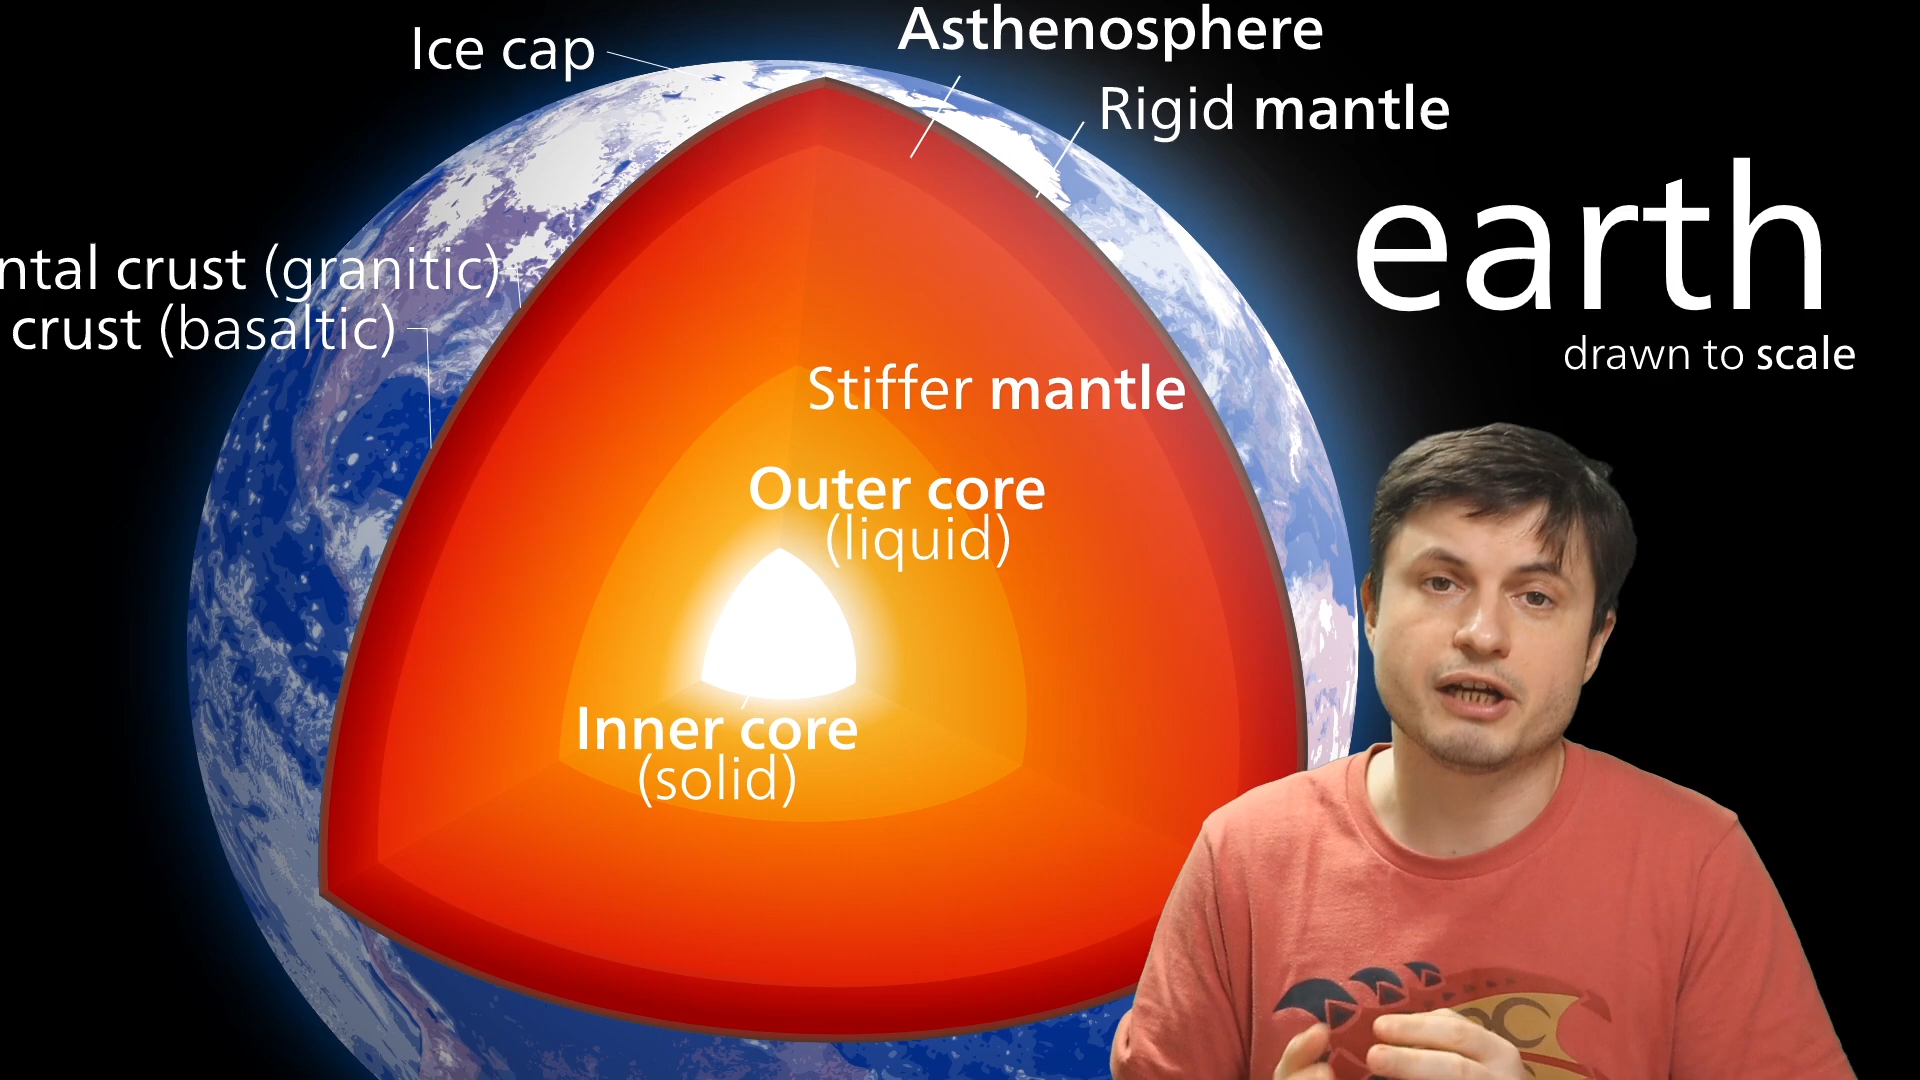 Ice cap
Asthenosphere
Rigid mantle
earth
drawn to scale
ntal crust (granitic)
crust (basaltic)
Stiffer mantle
Outer core
(liquid)
Inner core
(solid)